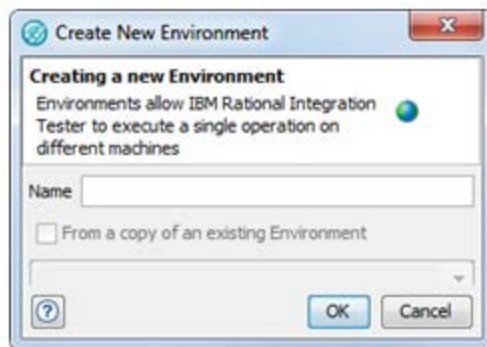 Create New Environment
Creating a new Environment
Environments allow IBM Rational Integration
Tester to execute a single operation on
different machines
Name
From a copy of an existing Environment
?
OK
Cancel